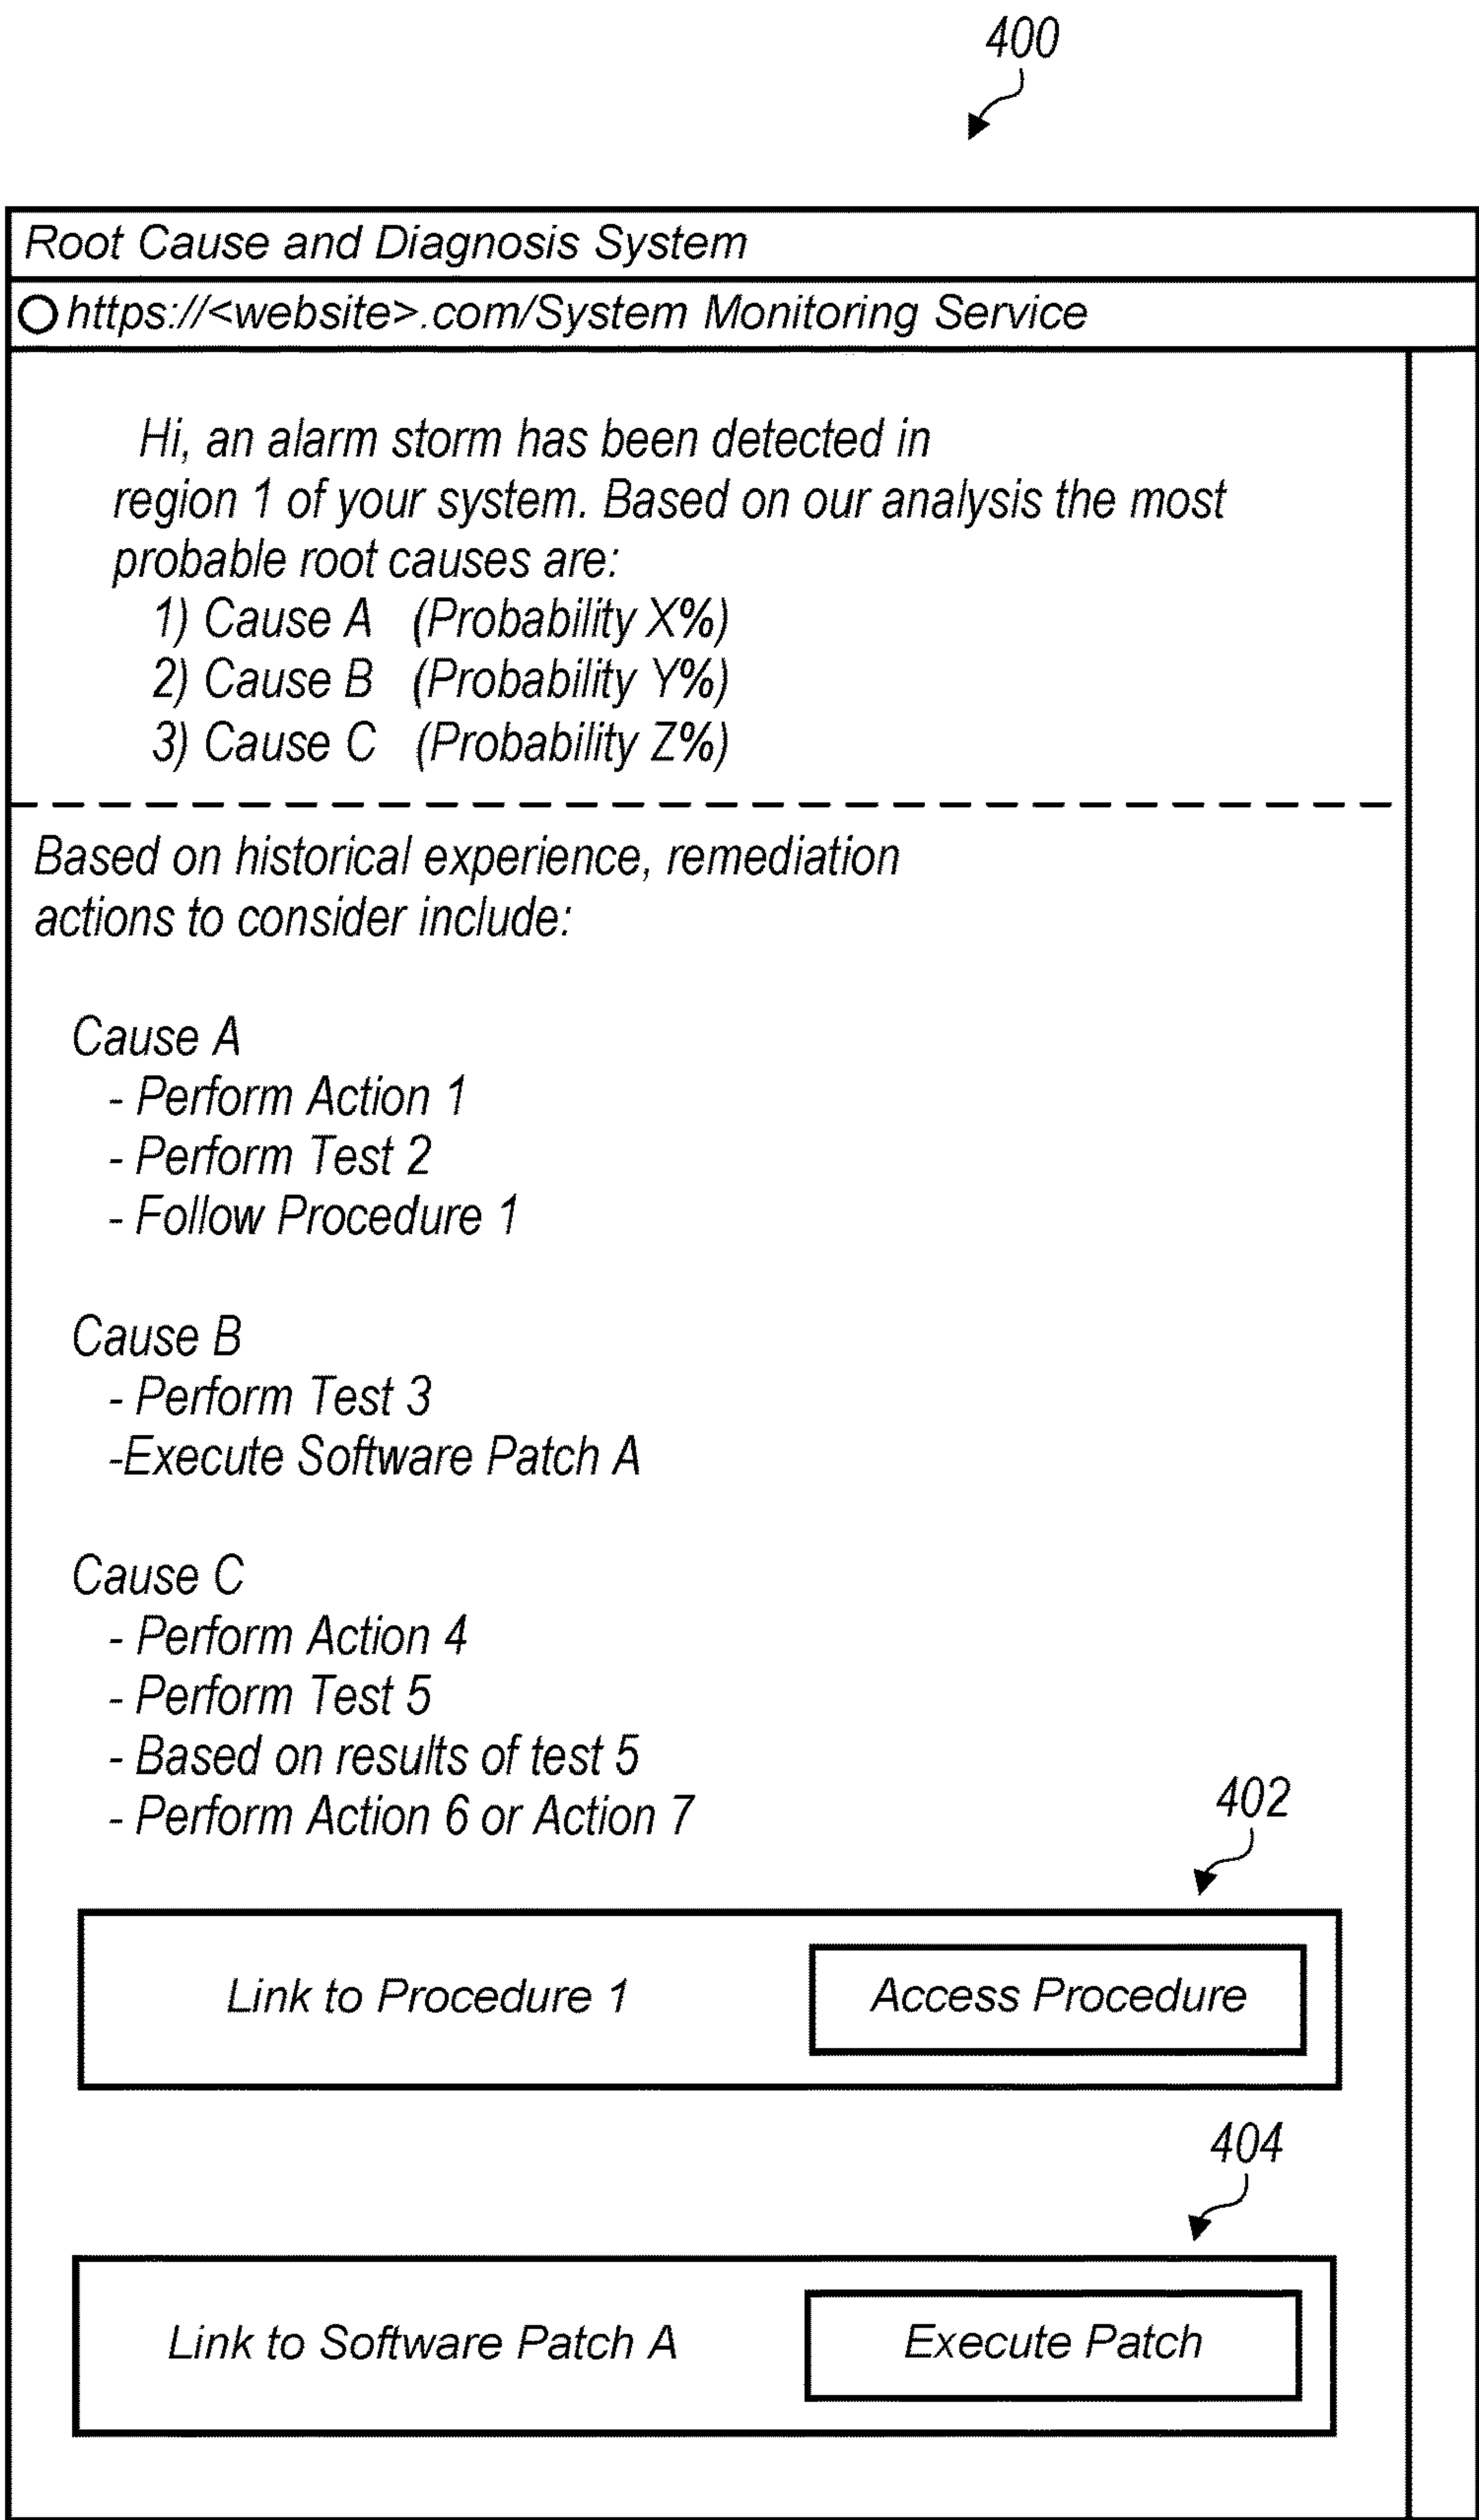 400
Root Cause and Diagnosis System
https://<website>.com/System Monitoring Service
Hi, an alarm storm has been detected in
region 1 of your system. Based on our analysis the most
probable root causes are:
1) Cause A (Probability X%)
2) Cause B (Probability Y%)
3) Cause C (Probability Z%)
Based on historical experience, remediation
actions to consider include:
Cause A
- Perform Action 1
- Perform Test 2
- Follow Procedure 1
Cause B
- Perform Test 3
-Execute Software Patch A
Cause C
- Perform Action 4
- Perform Test 5
- Based on results of test 5
- Perform Action 6 or Action 7
402
Link to Procedure 1 Access Procedure
404
Link to Software Patch A Execute Patch